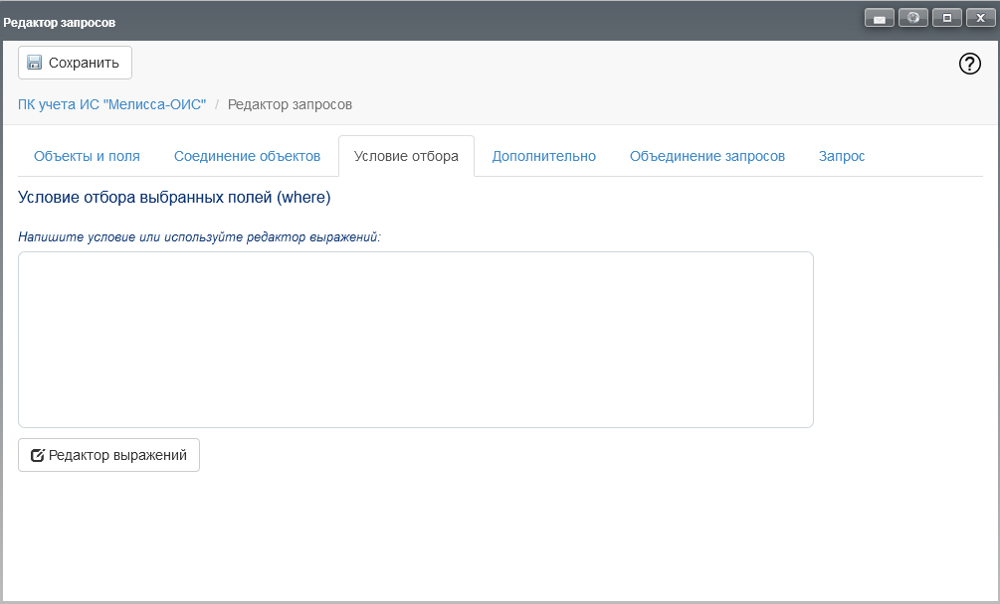 Редактор запросов
Сохранить
ПК учета ИС "Мелисса-ОИС" / Редактор запросов
Объекты и поля Соединение объектов Условие отбора Дополнительно Объединение запросов Запрос
Условие отбора выбранных полей (where)
Напишите условие или используйте редактор выражений:
Редактор выражений